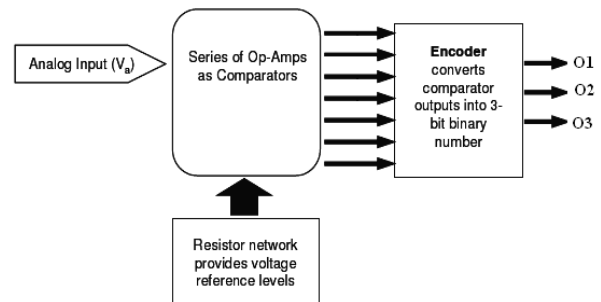 Analog Input (Va)
Series of Op-Amps
as Comparators
Encoder
converts
comparator
outputs into 3-
bit binary
number
O1
O2
O3
Resistor network
provides voltage
reference levels